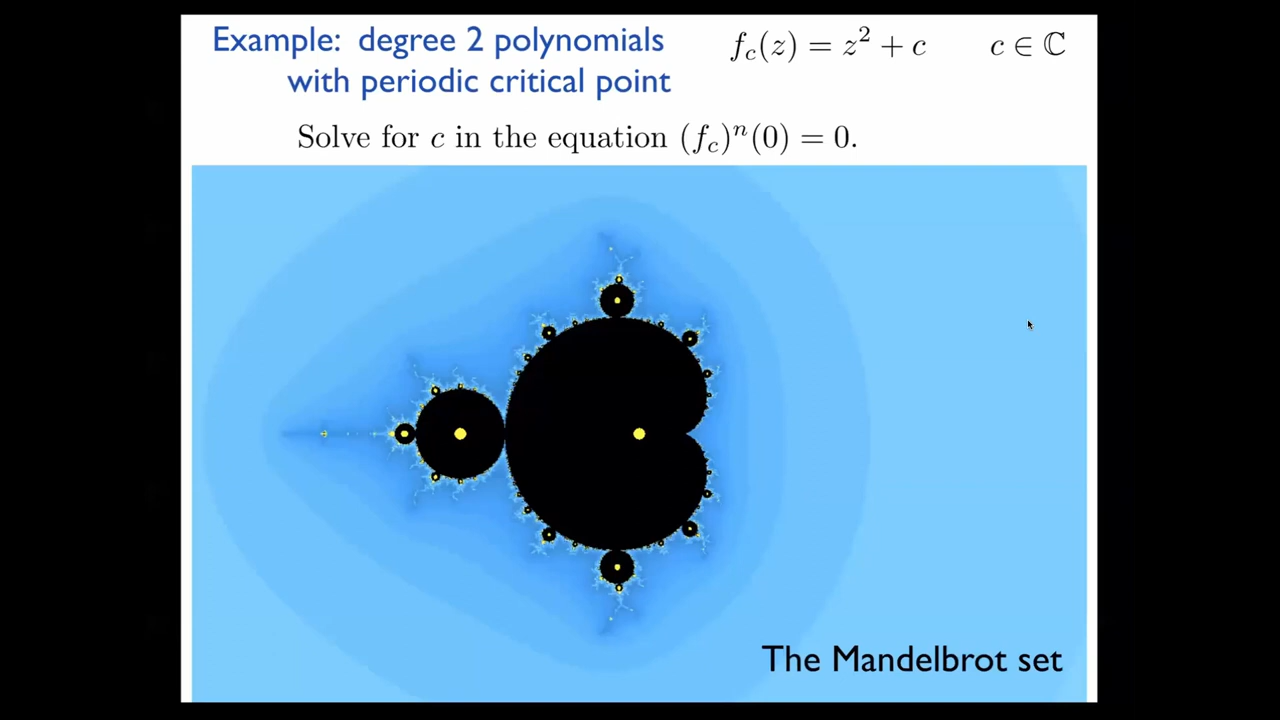 Example: degree 2 polynomials f_c(z) = z² + c c ∈ ℂ
with periodic critical point
Solve for c in the equation (f_c)ⁿ(0) = 0.
The Mandelbrot set